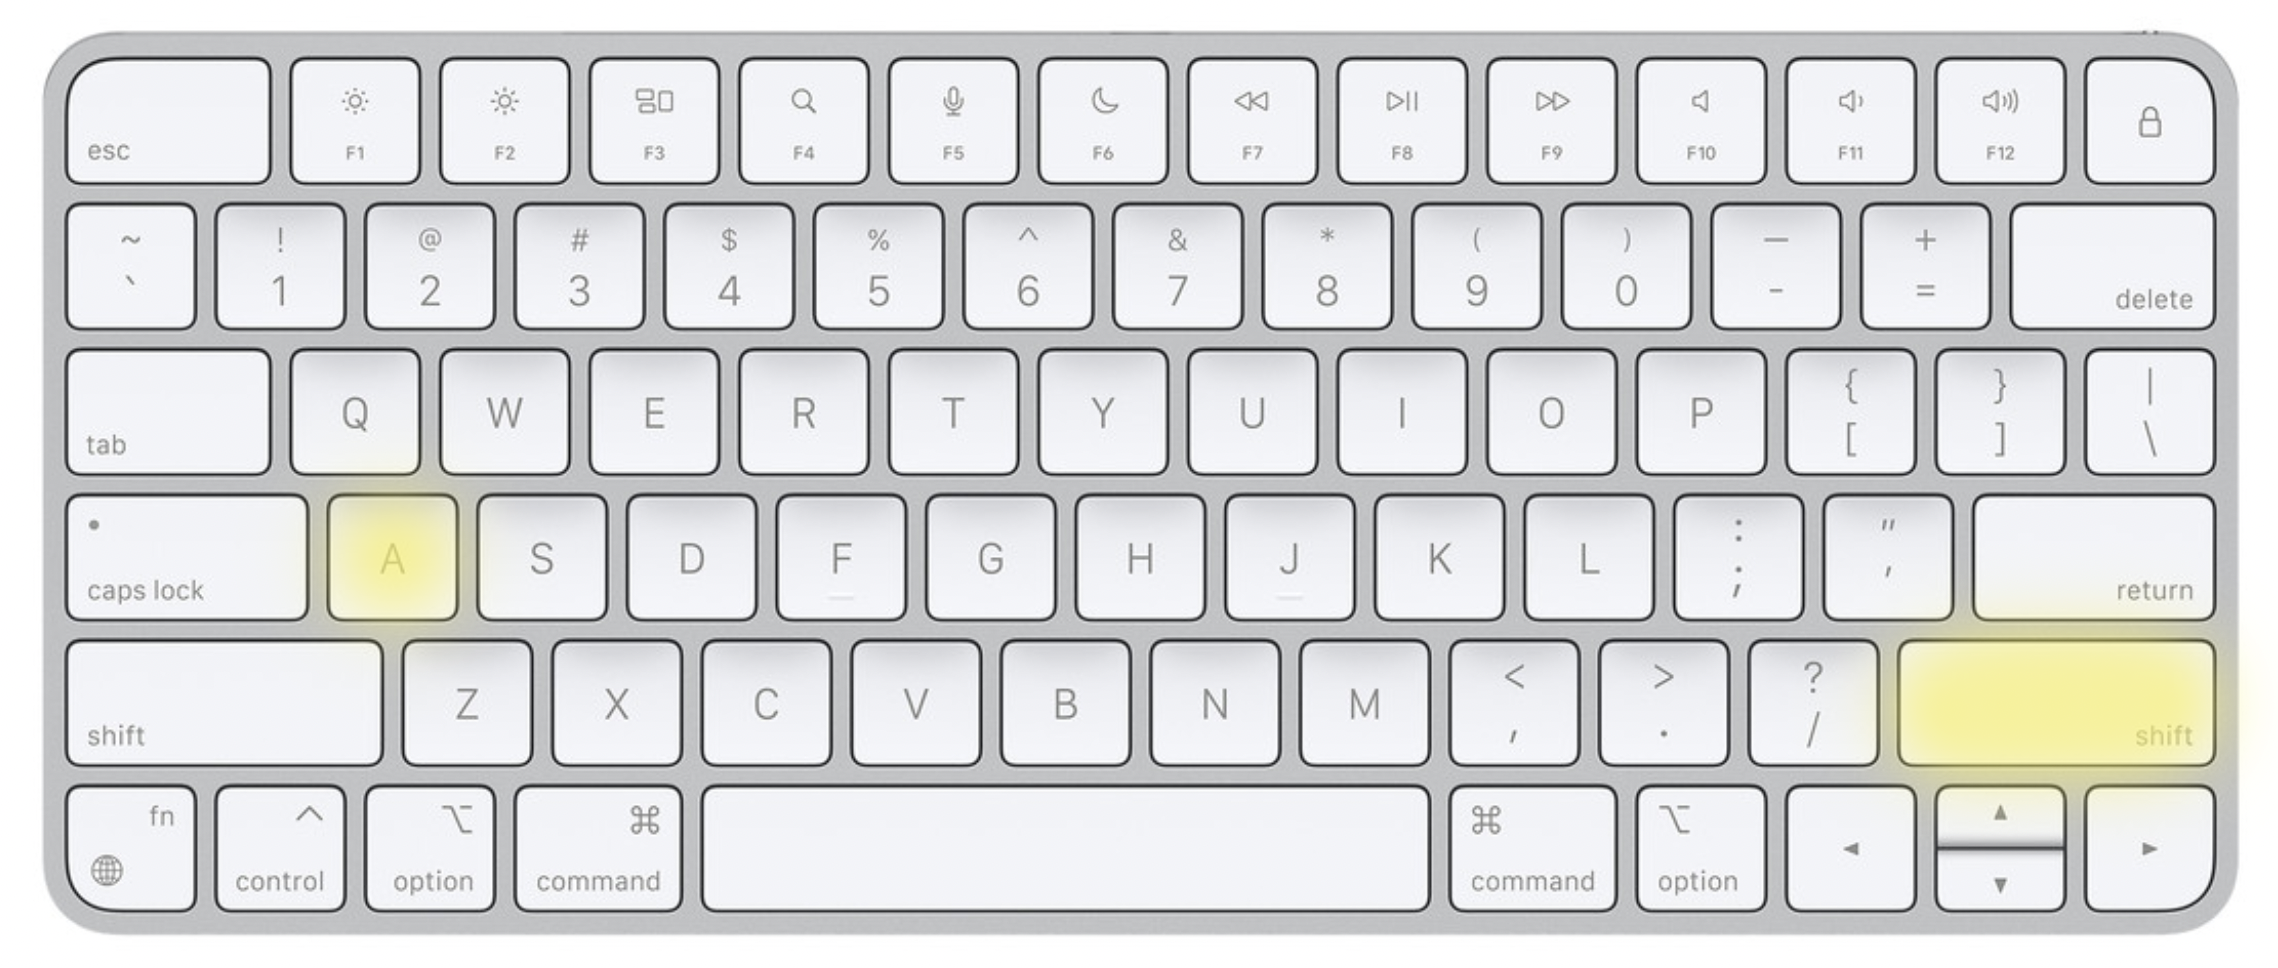 esc F1 F2 F3 F4 F5 F6 F7 F8 F9 F10 F11 F12
~ ! @ # $ % ^ & * ( ) — +
` 1 2 3 4 5 6 7 8 9 0 - = delete
tab Q W E R T Y U I O P { } |
[ ] \
caps lock A S D F G H J K L : "
; ' return
shift Z X C V B N M < > ?
, . / shift
fn ^ ⌥ ⌘ ⌘ ⌥ ▲
◀ ▶
control option command command option ▼